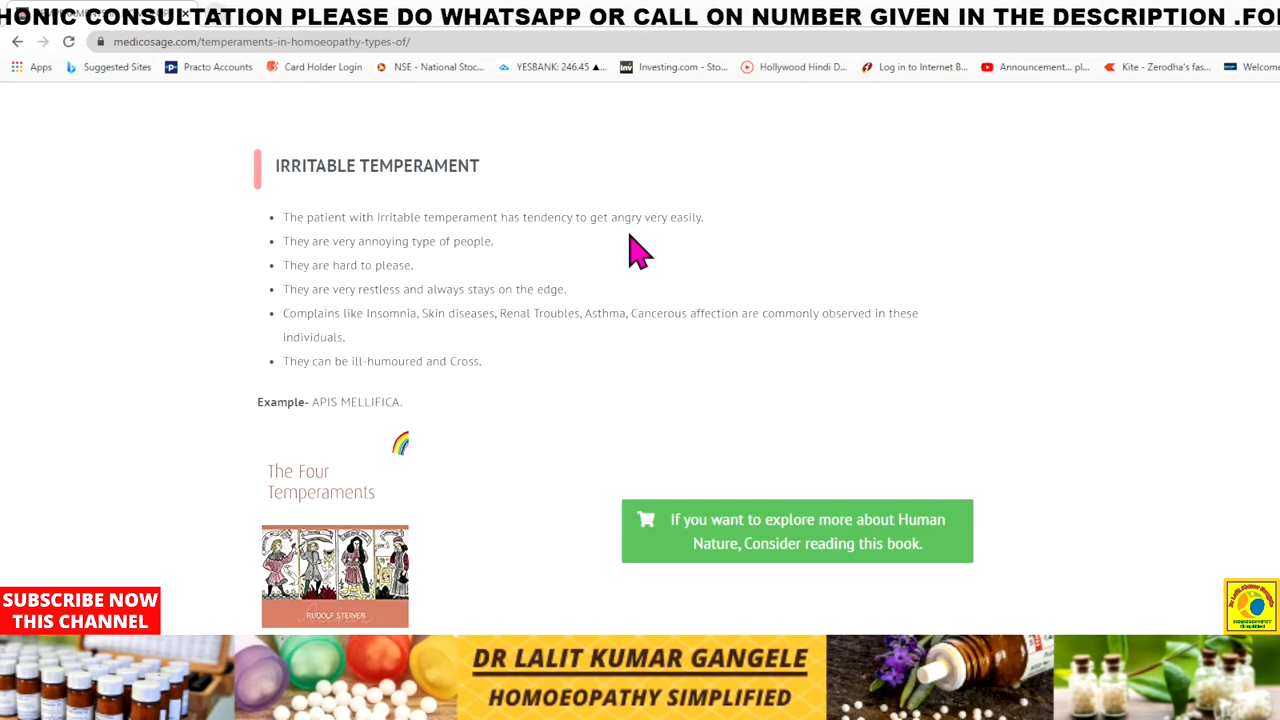 HONIC CONSULTATION PLEASE DO WHATSAPP OR CALL ON NUMBER GIVEN IN THE DESCRIPTION .FO
medicosage.com/temperaments-in-homoeopathy-types-of/
Apps Suggested Sites Practo Accounts Card Holder Login NSE - National Stoc... YESBANK: 246.45 ▲... Investing.com - Sto... Hollywood Hindi D... Log in to Internet B... Announcement... pl... Kite - Zerodha's fas... Welcome
IRRITABLE TEMPERAMENT
• The patient with Irritable temperament has tendency to get angry very easily.
• They are very annoying type of people.
• They are hard to please.
• They are very restless and always stays on the edge.
• Complains like Insomnia, Skin diseases, Renal Troubles, Asthma, Cancerous affection are commonly observed in these
individuals.
• They can be ill-humoured and Cross.
Example- APIS MELLIFICA.
The Four
Temperaments
RUDOLF STEINER
If you want to explore more about Human
Nature, Consider reading this book.
SUBSCRIBE NOW
THIS CHANNEL
DR LALIT KUMAR GANGELE
HOMOEOPATHY SIMPLIFIED